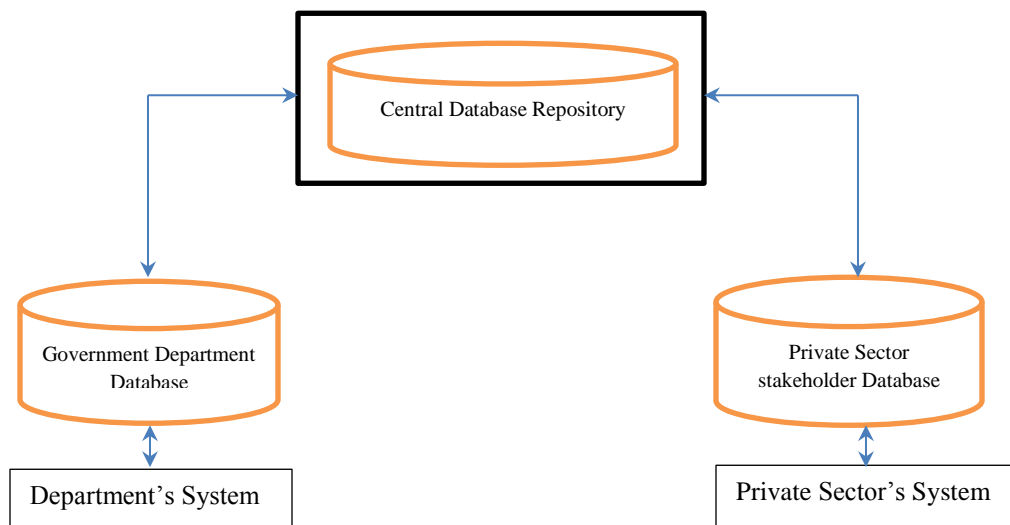 Central Database Repository
Government Department
Database
Private Sector
stakeholder Database
Department’s System
Private Sector’s System